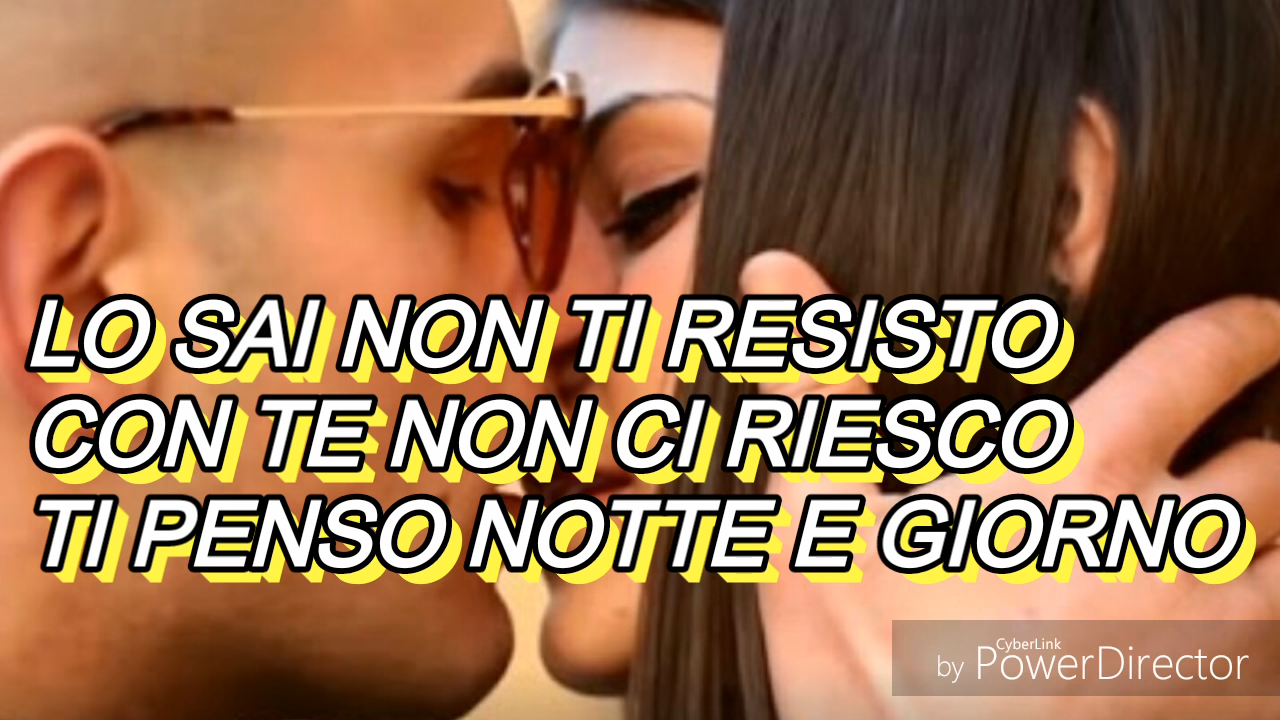 LO SAI NON TI RESISTO
CON TE NON CI RIESCO
TI PENSO NOTTE E GIORNO
CyberLink
by PowerDirector